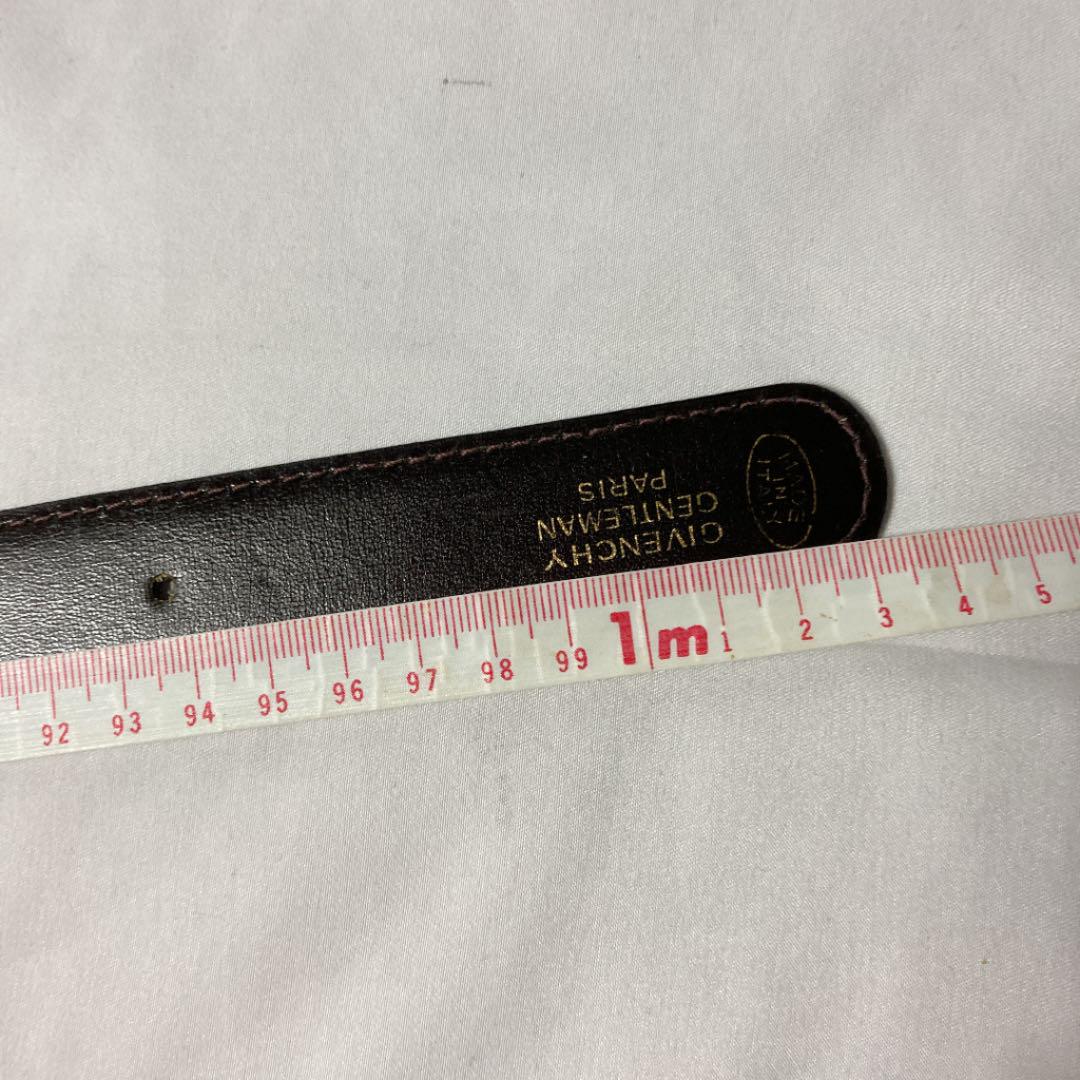 GIVENCHY
GENTLEMAN
PARIS
MADE
IN
ITALY
92 93 94 95 96 97 98 99 1m 1 2 3 4 5